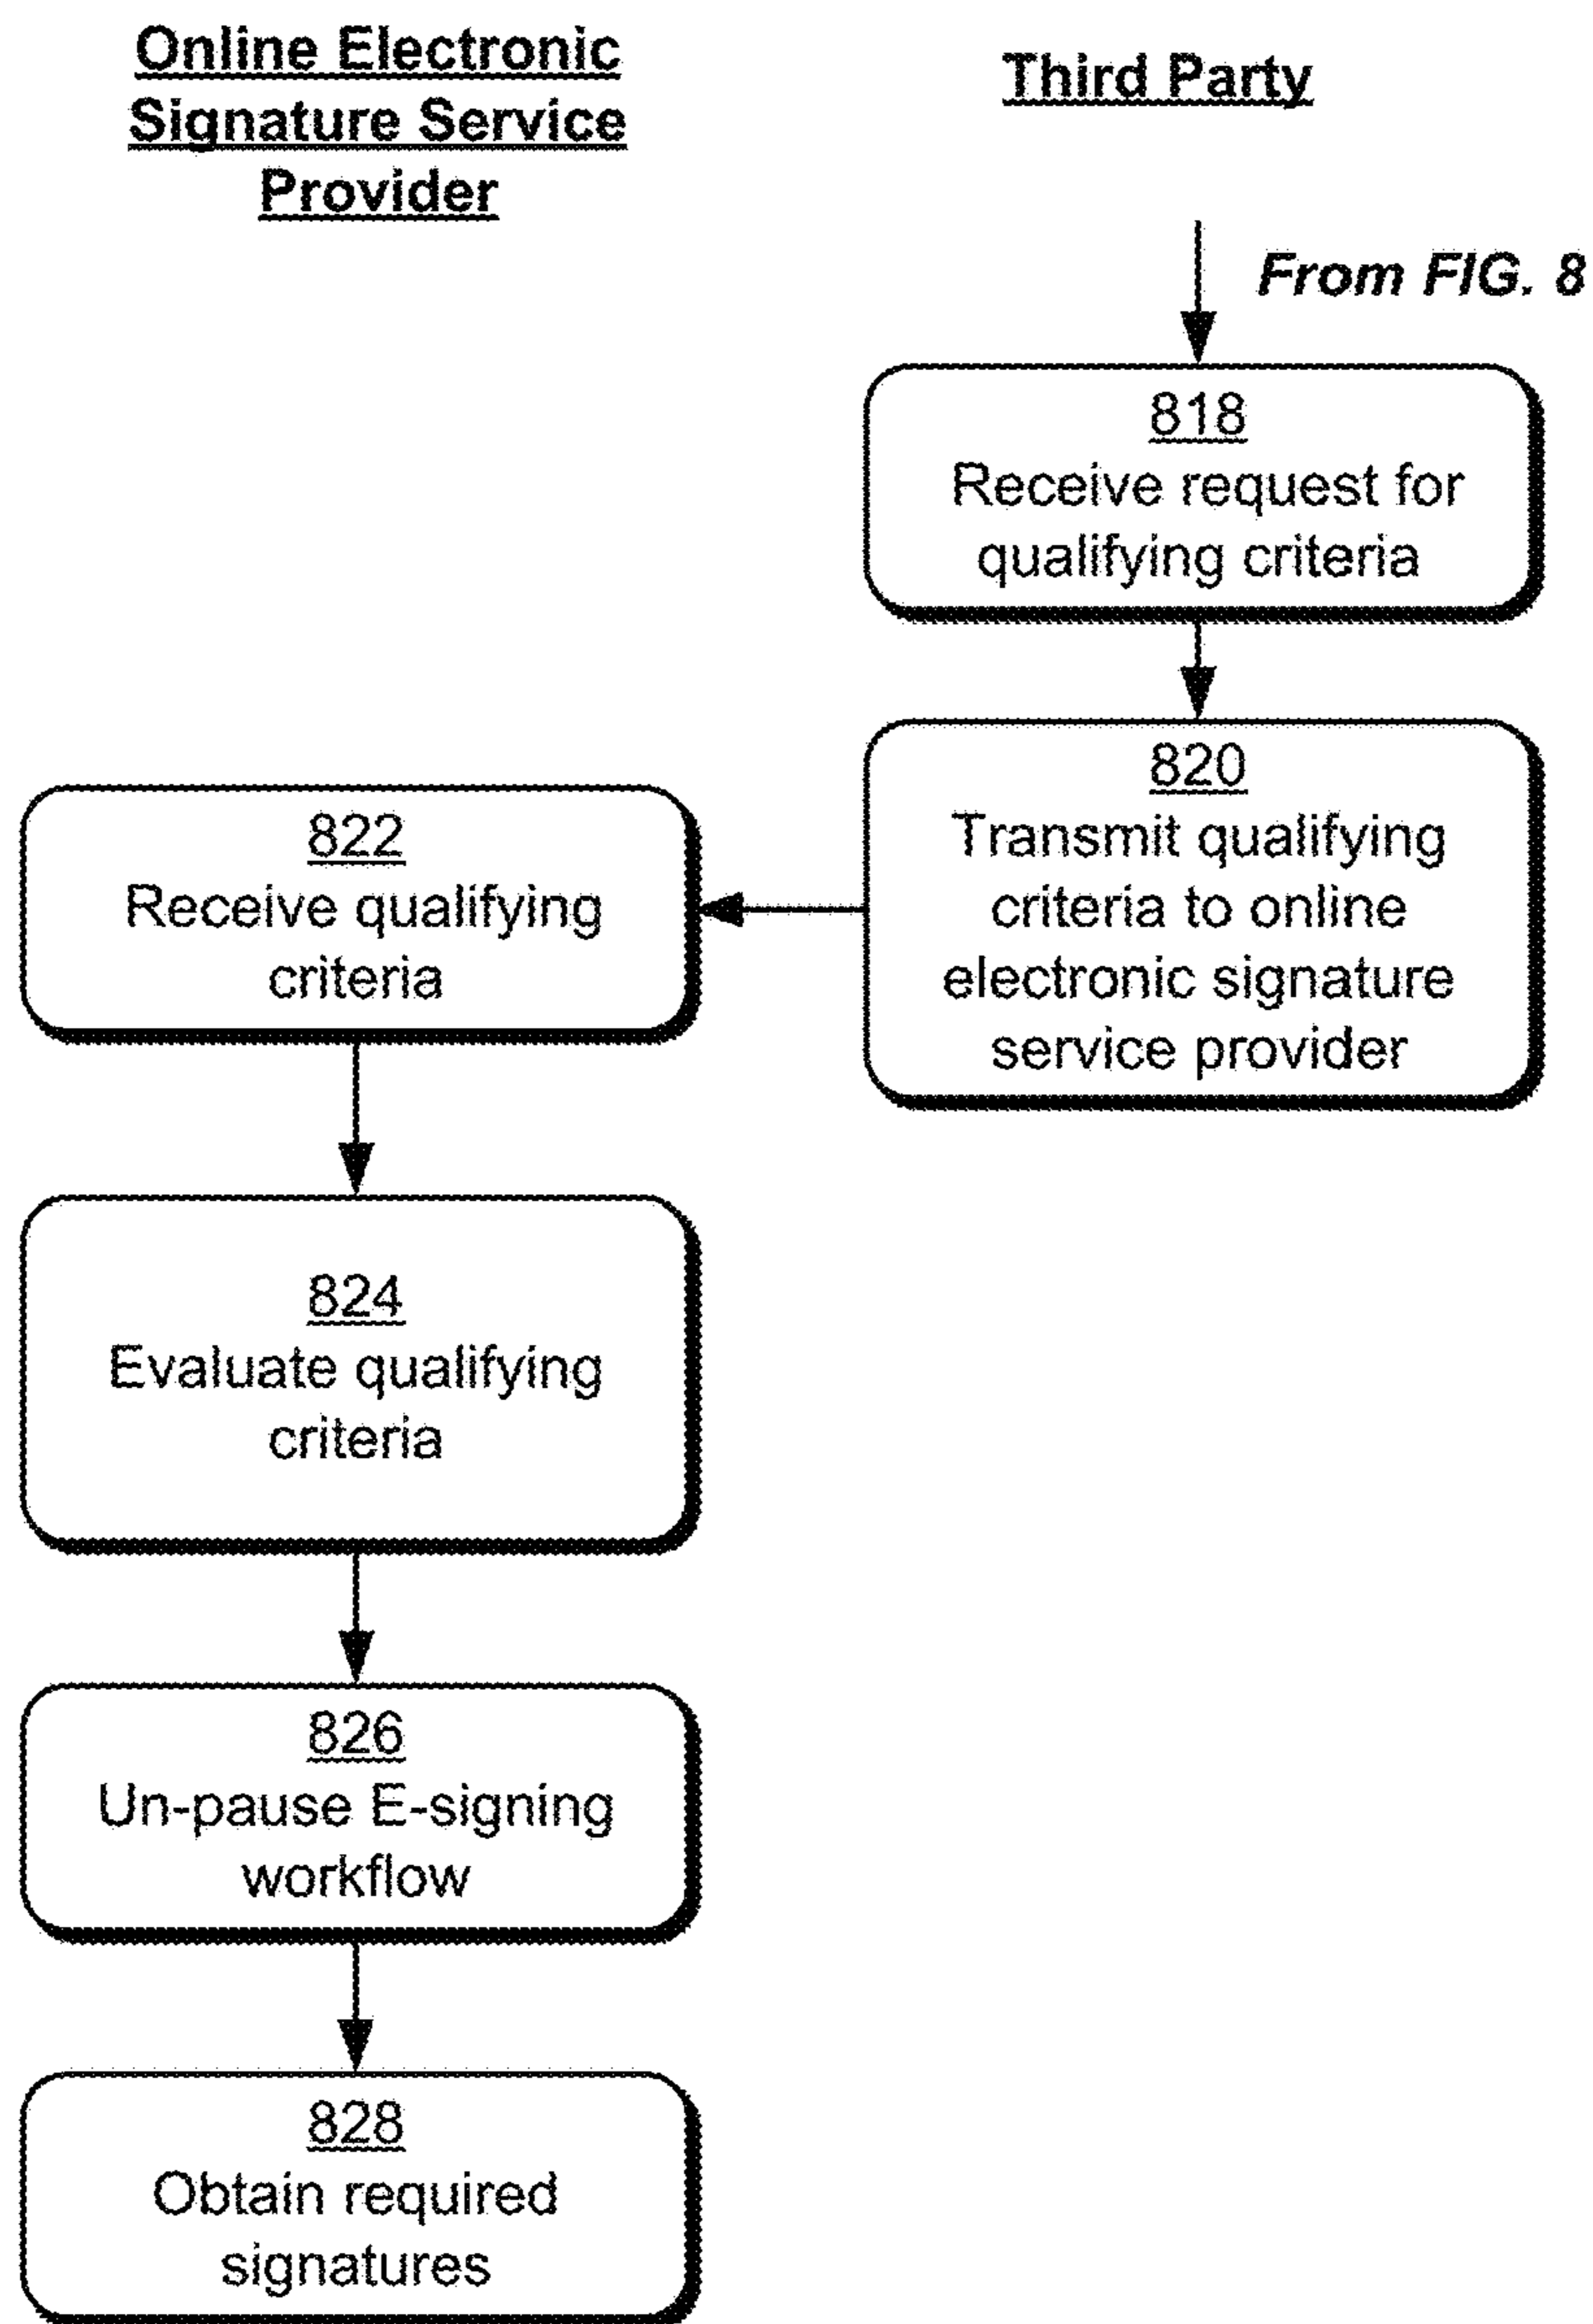 Online Electronic
Signature Service
Provider
Third Party
From FIG. 8
818
Receive request for
qualifying criteria
820
Transmit qualifying
criteria to online
electronic signature
service provider
822
Receive qualifying
criteria
824
Evaluate qualifying
criteria
826
Un-pause E-signing
workflow
828
Obtain required
signatures